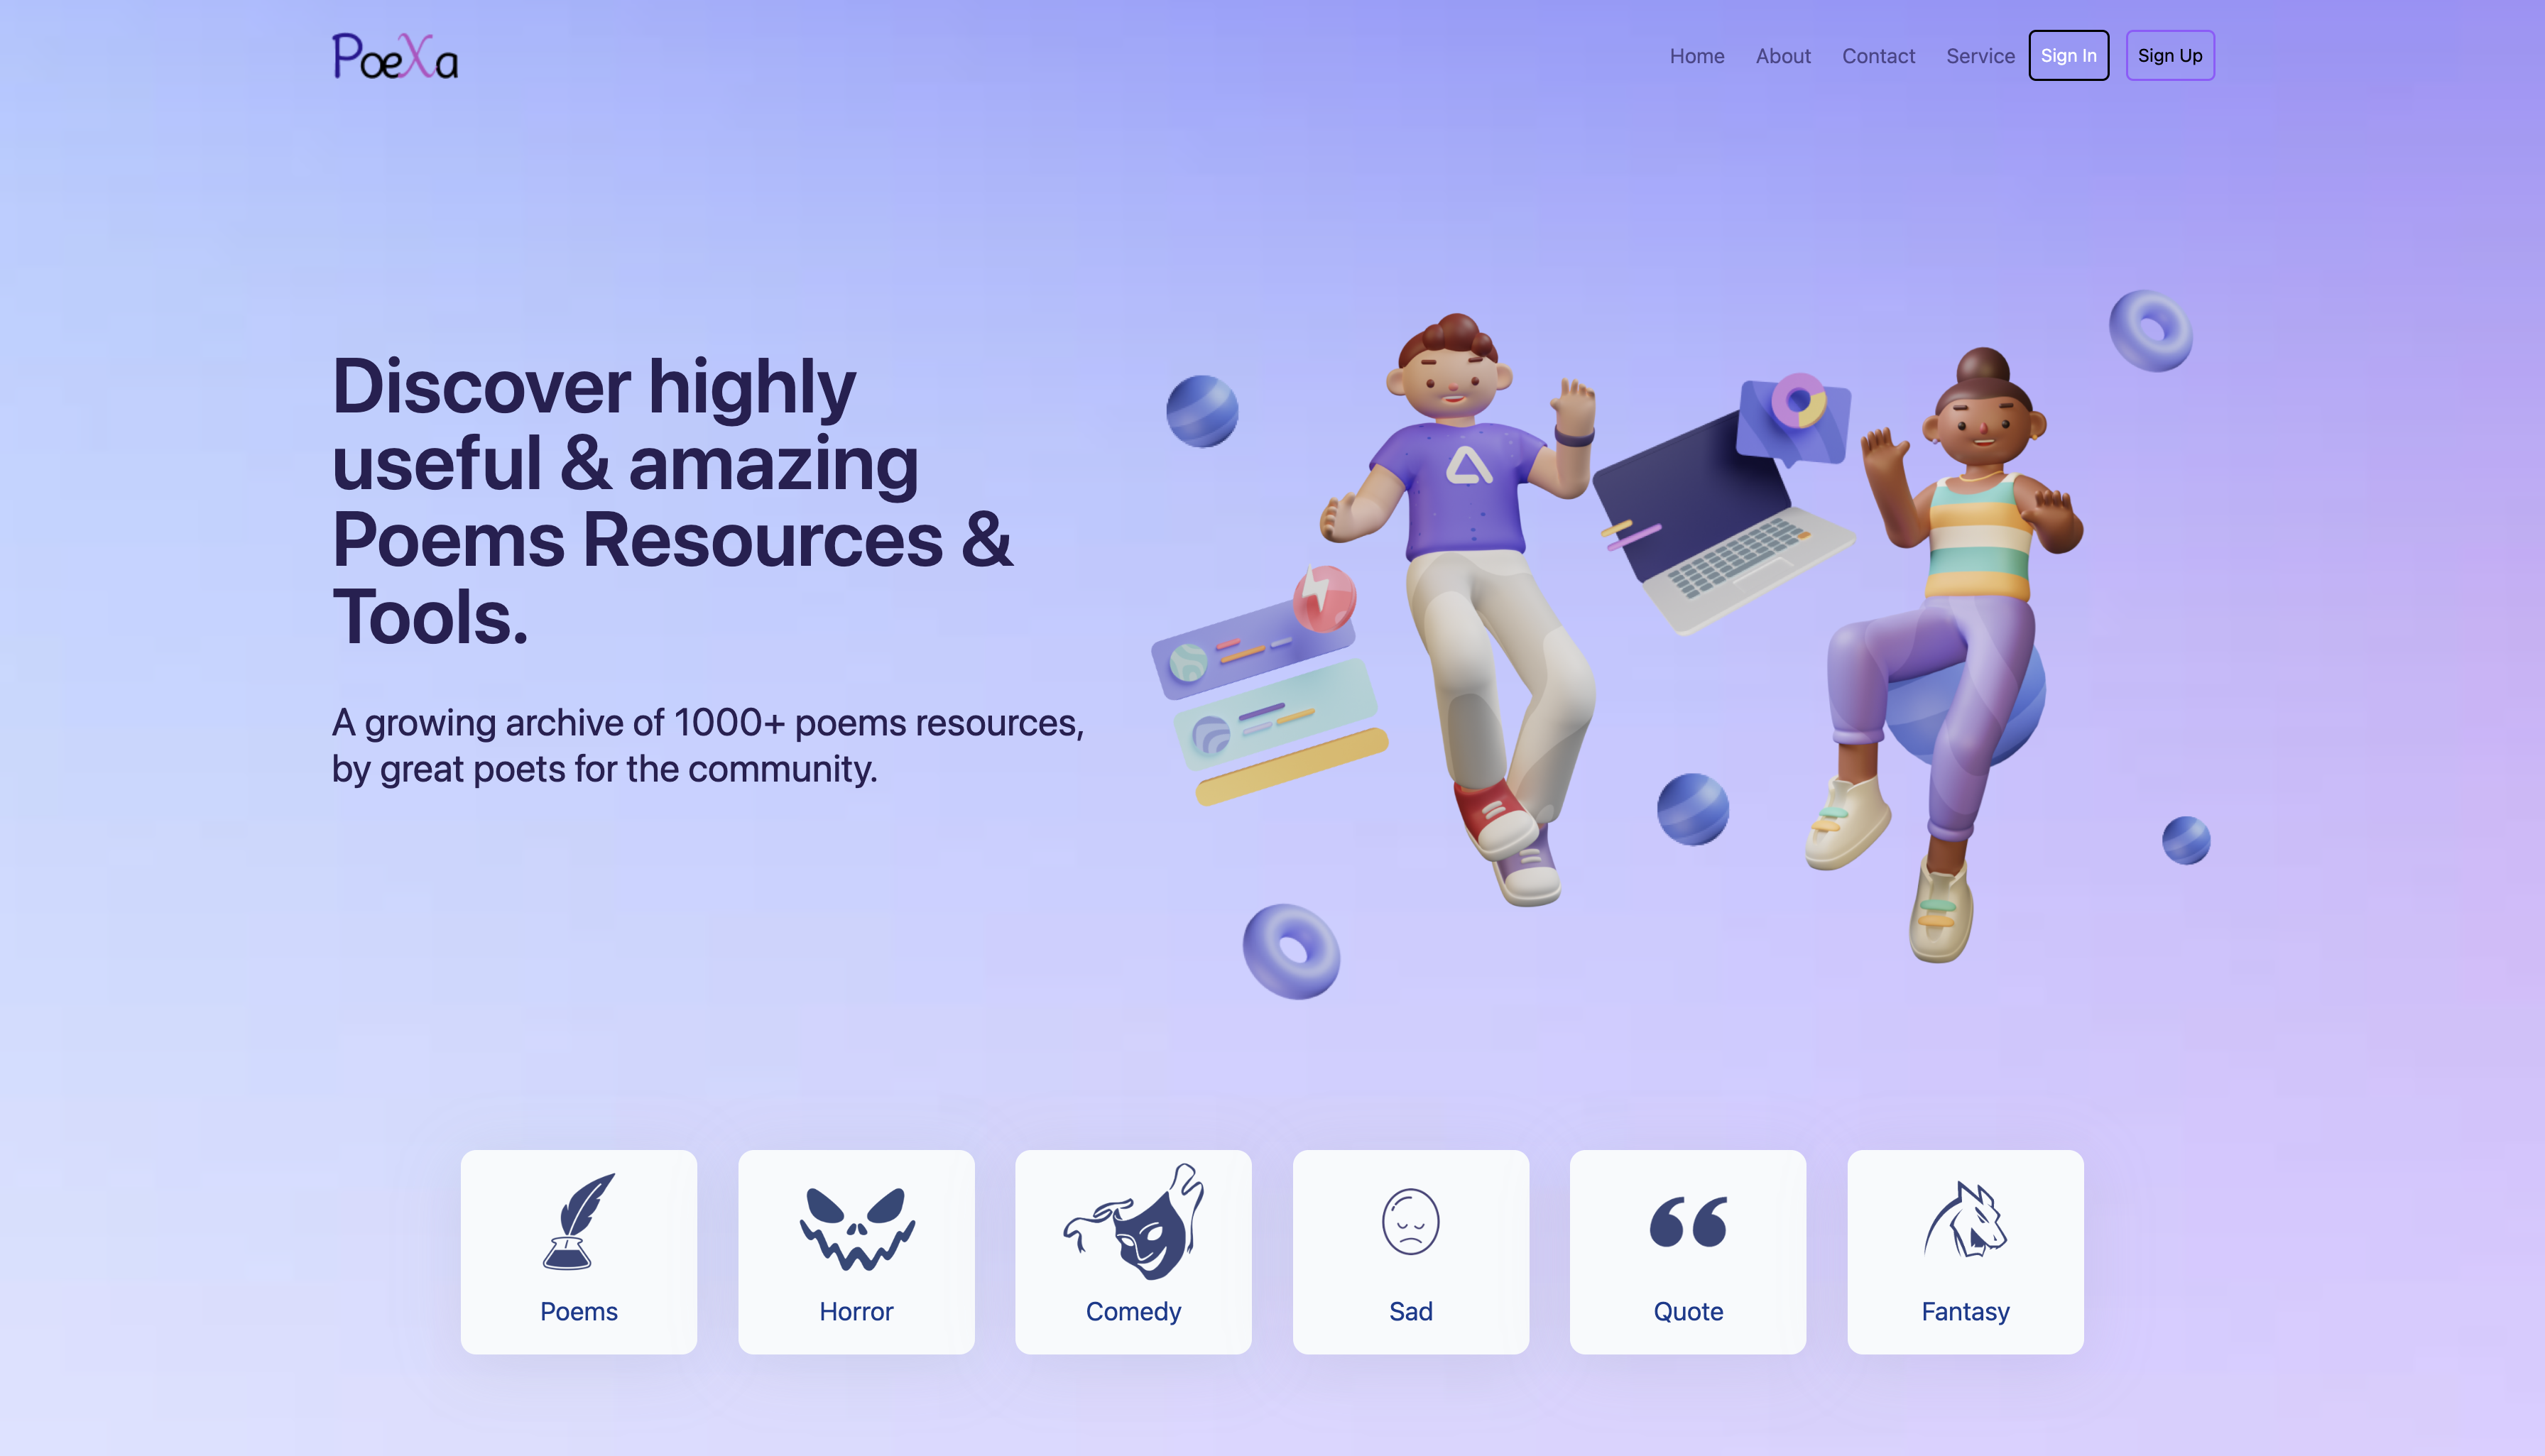 PoeXa
Home About Contact Service Sign In Sign Up
Discover highly
useful & amazing
Poems Resources &
Tools.
A growing archive of 1000+ poems resources,
by great poets for the community.
Poems Horror Comedy Sad Quote Fantasy